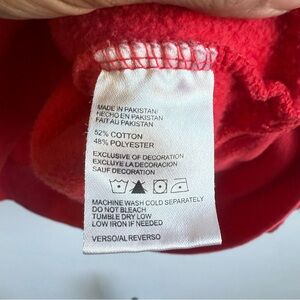 MADE IN PAKISTAN/
HECHO EN PAKISTAN/
FAIT AU PAKISTAN
52% COTTON
48% POLYESTER
EXCLUSIVE OF DECORATION
EXCLUYE LA DECORACION
SAUF DECORATION
MACHINE WASH COLD SEPARATELY
DO NOT BLEACH
TUMBLE DRY LOW
LOW IRON IF NEEDED
VERSO/AL REVERSO